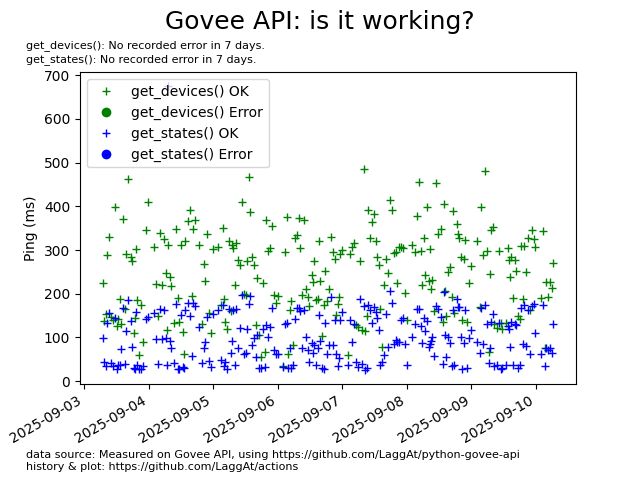 Govee API: is it working?
get_devices(): No recorded error in 7 days.
get_states(): No recorded error in 7 days.
get_devices() OK
get_devices() Error
get_states() OK
get_states() Error
Ping (ms)
700
600
500
400
300
200
100
0
2025-09-03
2025-09-04
2025-09-05
2025-09-06
2025-09-07
2025-09-08
2025-09-09
2025-09-10
data source: Measured on Govee API, using https://github.com/LaggAt/python-govee-api
history & plot: https://github.com/LaggAt/actions